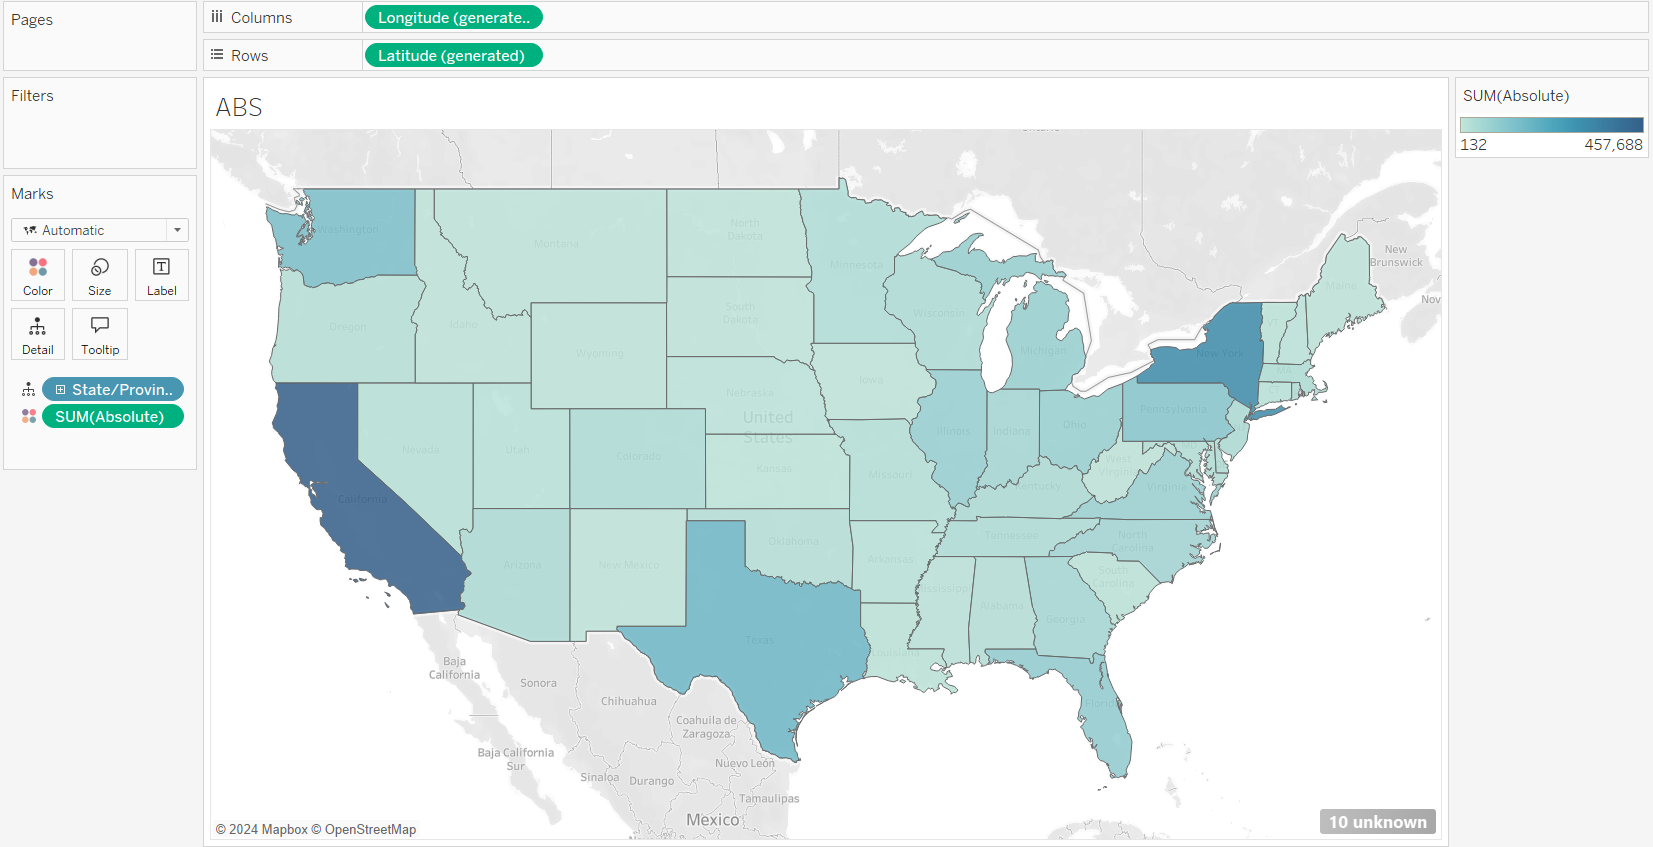 Pages
Columns
Longitude (generate..
Rows
Latitude (generated)
Filters
Marks
Automatic
Color
Size
Label
Detail
Tooltip
State/Provin..
SUM(Absolute)
ABS
SUM(Absolute)
132
457,688
Washington
Montana
North
Dakota
Minnesota
Maine
New
Brunswick
Nov
Oregon
Idaho
South
Dakota
Wisconsin
Michigan
New York
VT
MA
CT
Wyoming
Iowa
Nebraska
United
States
Pennsylvania
Illinois
Indiana
Ohio
Nevada
Utah
Colorado
Kansas
Missouri
West
Virginia
Kentucky
Virginia
California
Tennessee
North
Carolina
Arizona
New Mexico
Oklahoma
Arkansas
South
Carolina
Mississippi
Alabama
Georgia
Texas
Louisiana
Florida
Baja
California
Sonora
Chihuahua
Coahuila de
Zaragoza
Baja California
Sur
Nuevo León
Sinaloa
Durango
Tamaulipas
Mexico
© 2024 Mapbox © OpenStreetMap
10 unknown